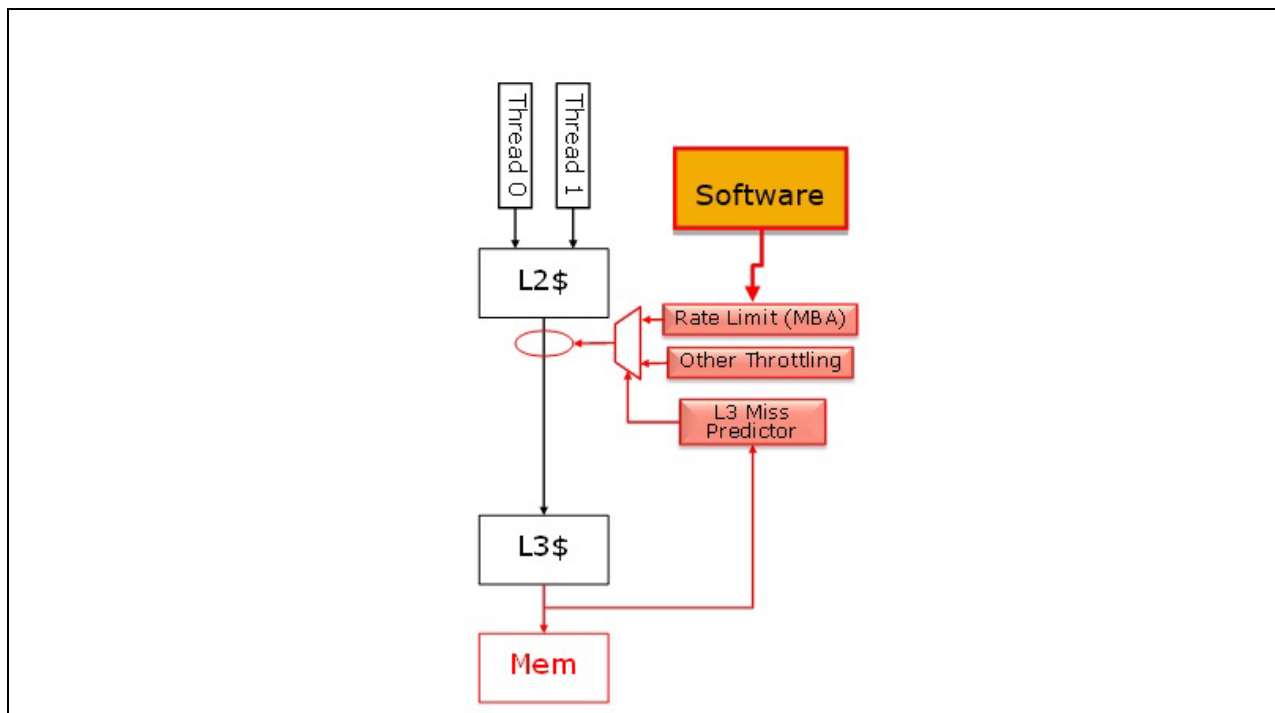 Thread 0
Thread 1
Software
L2$
Rate Limit (MBA)
Other Throttling
L3 Miss
Predictor
L3$
Mem